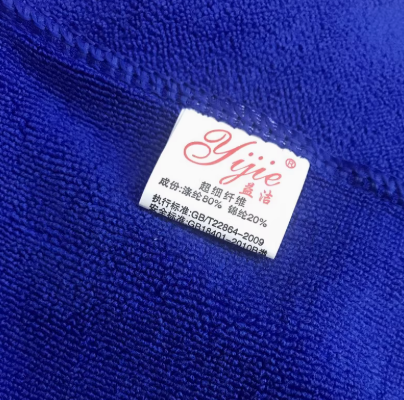 Yijie®
益洁
超细纤维
成份:涤纶80% 锦纶20%
执行标准:GB/T22864-2009
安全标准:GB18401-2010B类